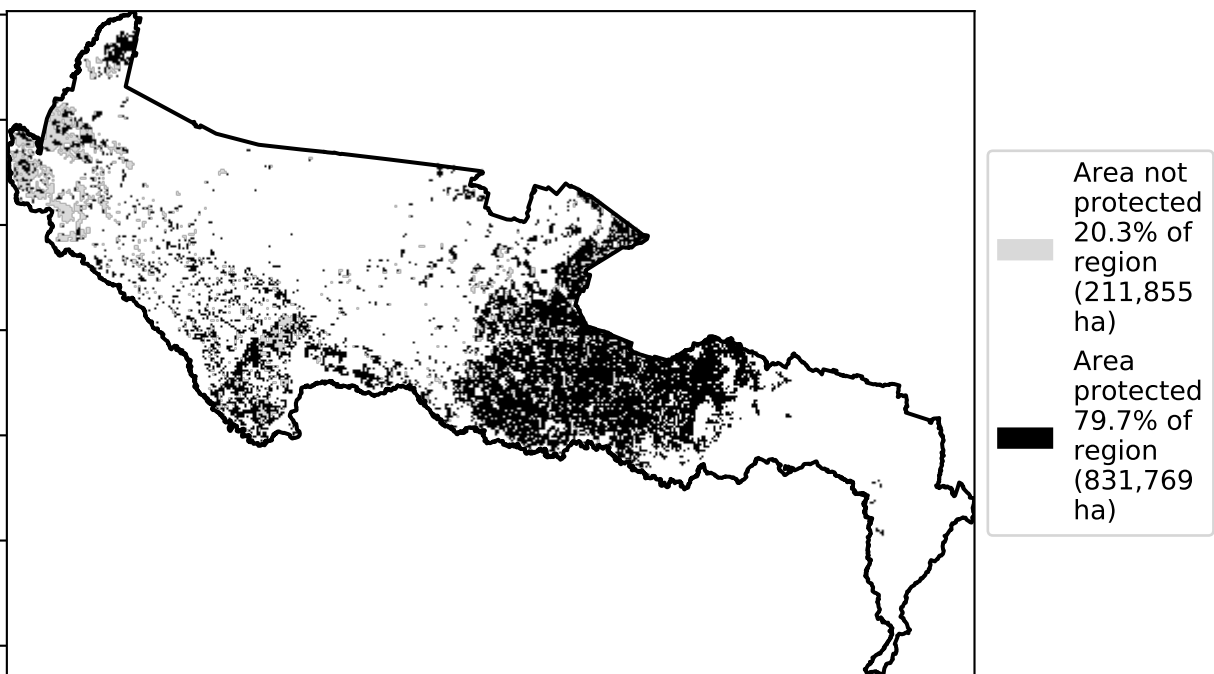 Area not
protected
20.3% of
region
(211,855
ha)
Area
protected
79.7% of
region
(831,769
ha)